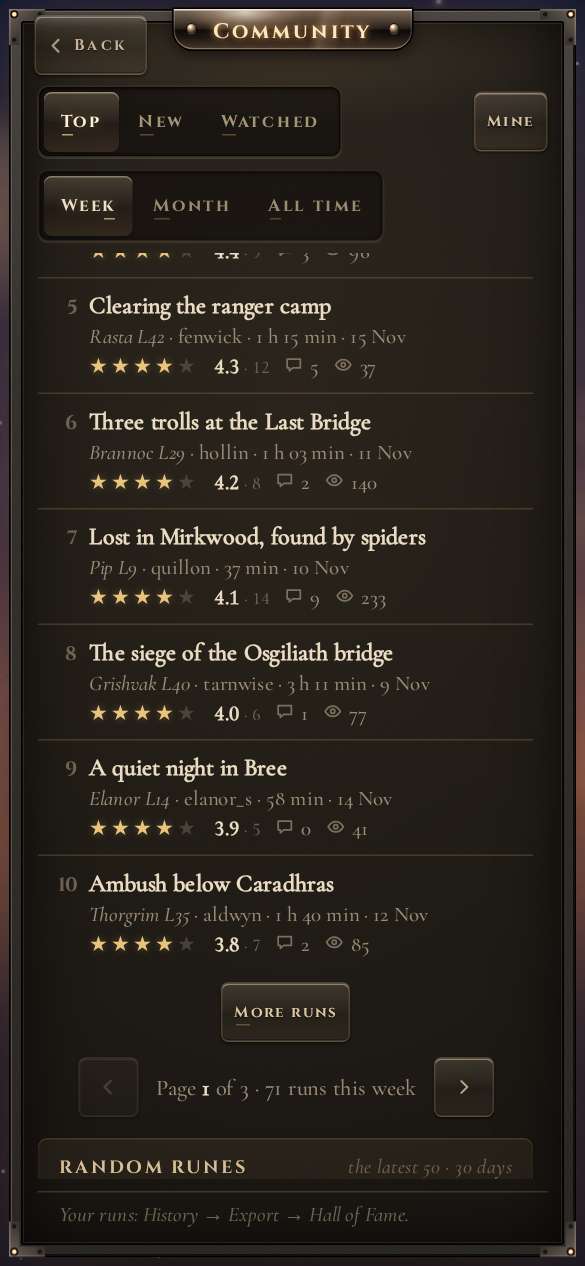 Back
Community
Top New Watched
Mine
Week Month All time
5 Clearing the ranger camp
Rasta L42 · fenwick · 1 h 15 min · 15 Nov
4.3 · 12 5 37
6 Three trolls at the Last Bridge
Brannoc L29 · hollin · 1 h 03 min · 11 Nov
4.2 · 8 2 140
7 Lost in Mirkwood, found by spiders
Pip L9 · quillon · 37 min · 10 Nov
4.1 · 14 9 233
8 The siege of the Osgiliath bridge
Grishvak L40 · tarnwise · 3 h 11 min · 9 Nov
4.0 · 6 1 77
9 A quiet night in Bree
Elanor L14 · elanor_s · 58 min · 14 Nov
3.9 · 5 0 41
10 Ambush below Caradhras
Thorgrim L35 · aldwyn · 1 h 40 min · 12 Nov
3.8 · 7 2 85
More runs
Page 1 of 3 · 71 runs this week
RANDOM RUNES the latest 50 · 30 days
Your runs: History → Export → Hall of Fame.